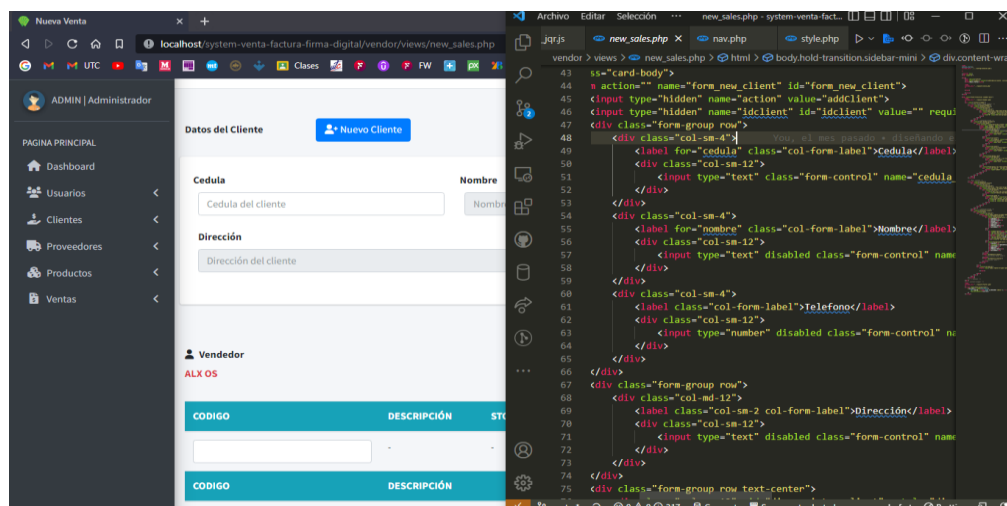 Nueva Venta
localhost/system-venta-factura-firma-digital/vendor/views/new_sales.php
UTC
Clases
FW
ADMIN | Administrador
PAGINA PRINCIPAL
Dashboard
Usuarios
Clientes
Proveedores
Productos
Ventas
Datos del Cliente
Nuevo Cliente
Cedula
Nombre
Cedula del cliente
Nombr
Dirección
Dirección del cliente
Vendedor
ALX OS
CODIGO DESCRIPCIÓN STO
- -
CODIGO DESCRIPCIÓN
Archivo Editar Selección ··· new_sales.php - system-venta-fact...
.jqr.js new_sales.php nav.php style.php
vendor > views > new_sales.php > html > body.hold-transition.sidebar-mini > div.content-wra
43 ss="card-body">
44 m action="" name="form_new_client" id="form_new_client">
45 <input type="hidden" name="action" value="addClient">
46 <input type="hidden" name="idclient" id="idclient" value="" requi
47 <div class="form-group row">
48 <div class="col-sm-4"> You, el mes pasado • diseñando e
49 <label for="cedula" class="col-form-label">Cedula</label>
50 <div class="col-sm-12">
51 <input type="text" class="form-control" name="cedula_
52 </div>
53 </div>
54 <div class="col-sm-4">
55 <label for="nombre" class="col-form-label">Nombre</label>
56 <div class="col-sm-12">
57 <input type="text" disabled class="form-control" name
58 </div>
59 </div>
60 <div class="col-sm-4">
61 <label class="col-form-label">Telefono</label>
62 <div class="col-sm-12">
63 <input type="number" disabled class="form-control" na
64 </div>
65 </div>
66 </div>
67 <div class="form-group row">
68 <div class="col-md-12">
69 <label class="col-sm-2 col-form-label">Dirección</label>
70 <div class="col-sm-12">
71 <input type="text" disabled class="form-control" name
72 </div>
73 </div>
74 </div>
75 <div class="form-group row text-center">